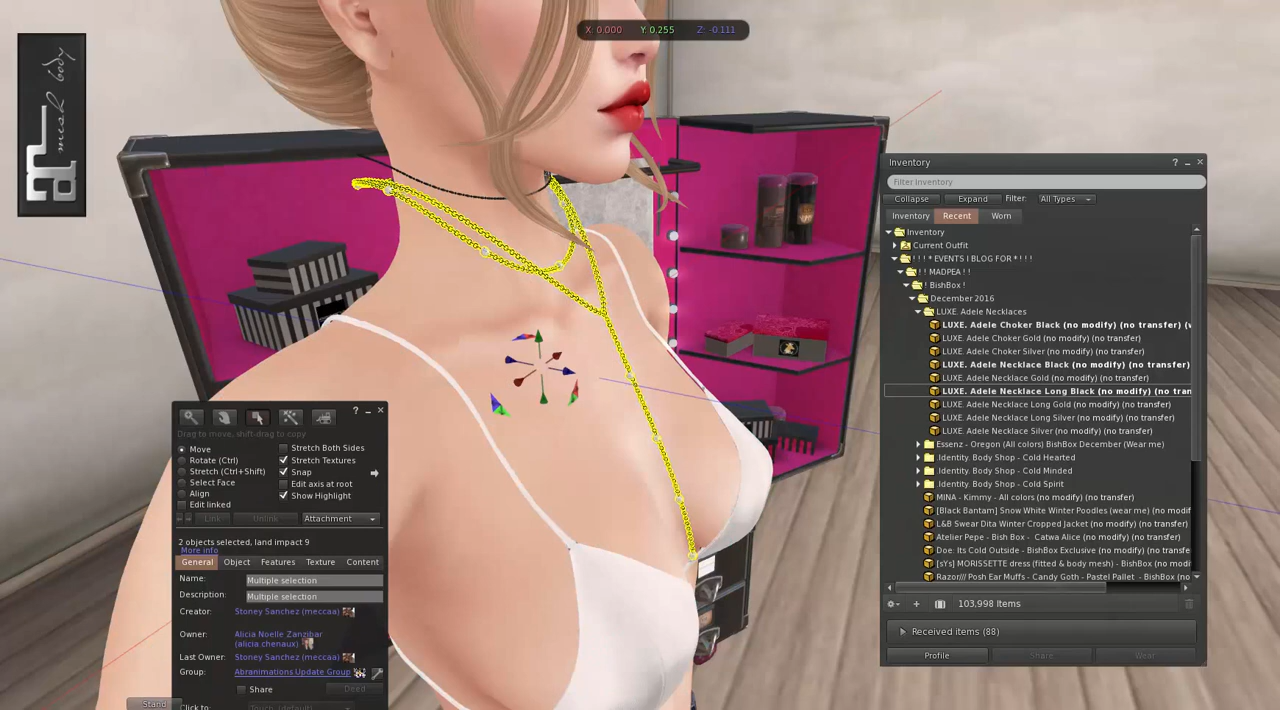 X: 0.000 Y: 0.255 Z: -0.111
mesh body
Inventory
? _ ×
Filter Inventory
Collapse Expand Filter: All Types
Inventory Recent Worn
Inventory
Current Outfit
! ! ! * EVENTS I BLOG FOR * ! ! !
! ! MADPEA ! !
! BishBox !
December 2016
LUXE. Adele Necklaces
LUXE. Adele Choker Black (no modify) (no transfer) (w
LUXE. Adele Choker Gold (no modify) (no transfer)
LUXE. Adele Choker Silver (no modify) (no transfer)
LUXE. Adele Necklace Black (no modify) (no transfer)
LUXE. Adele Necklace Gold (no modify) (no transfer)
LUXE. Adele Necklace Long Black (no modify) (no tran
LUXE. Adele Necklace Long Gold (no modify) (no transfer)
LUXE. Adele Necklace Long Silver (no modify) (no transfer)
LUXE. Adele Necklace Silver (no modify) (no transfer)
Essenz - Oregon (All colors) BishBox December (Wear me)
Identity. Body Shop - Cold Hearted
Identity. Body Shop - Cold Minded
Identity. Body Shop - Cold Spirit
MINA - Kimmy - All colors (no modify) (no transfer)
[Black Bantam] Snow White Winter Poodles (wear me) (no modify)
L&B Swear Dita Winter Cropped Jacket (no modify) (no transfer)
Atelier Pepe - Bish Box - Catwa Alice (no modify) (no transfer)
Doe: Its Cold Outside - BishBox Exclusive (no modify) (no transfe
[sYs] MORISSETTE dress (fitted & body mesh) - BishBox (no modi
Razor/// Posh Ear Muffs - Candy Goth - Pastel Pallet - BishBox (no
103,998 Items
Received items (88)
Profile Share Wear
? _ ×
Drag to move, shift-drag to copy
Move
Rotate (Ctrl)
Stretch (Ctrl+Shift)
Select Face
Align
Edit linked
Stretch Both Sides
Stretch Textures
Snap
Edit axis at root
Show Highlight
Link Unlink Attachment
2 objects selected, land impact 9
More info
General Object Features Texture Content
Name: Multiple selection
Description: Multiple selection
Creator: Stoney Sanchez (meccaa)
Owner: Alicia Noelle Zanzibar
(alicia chenaux)
Last Owner: Stoney Sanchez (meccaa)
Group: Abranimations Update Group
Share Deed
Click to: Touch (default)
Stand